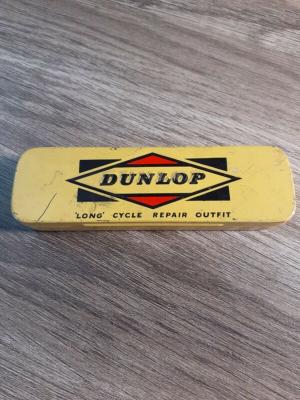 DUNLOP
'LONG' CYCLE REPAIR OUTFIT